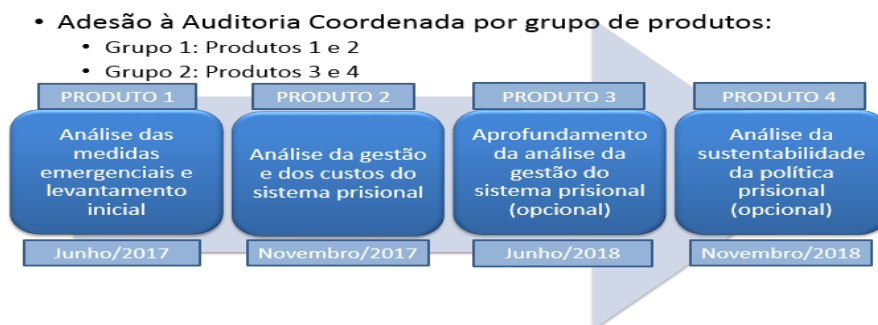 • Adesão à Auditoria Coordenada por grupo de produtos:
• Grupo 1: Produtos 1 e 2
• Grupo 2: Produtos 3 e 4
PRODUTO 1
Análise das
medidas
emergenciais e
levantamento
inicial
Junho/2017
PRODUTO 2
Análise da gestão
e dos custos do
sistema prisional
Novembro/2017
PRODUTO 3
Aprofundamento
da análise da
gestão do
sistema prisional
(opcional)
Junho/2018
PRODUTO 4
Análise da
sustentabilidade
da política
prisional
(opcional)
Novembro/2018